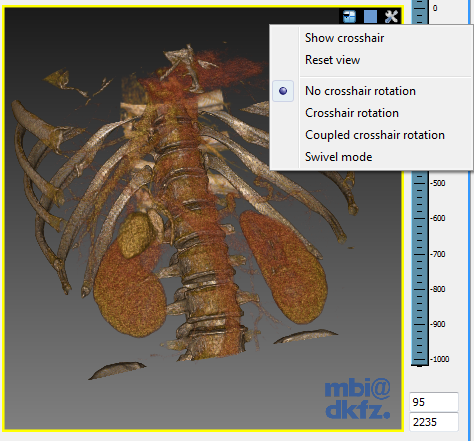 0
Show crosshair
Reset view
No crosshair rotation
Crosshair rotation
Coupled crosshair rotation
Swivel mode
-500
-600
-700
-800
-900
-1000
mbi@
dkfz.
95
2235